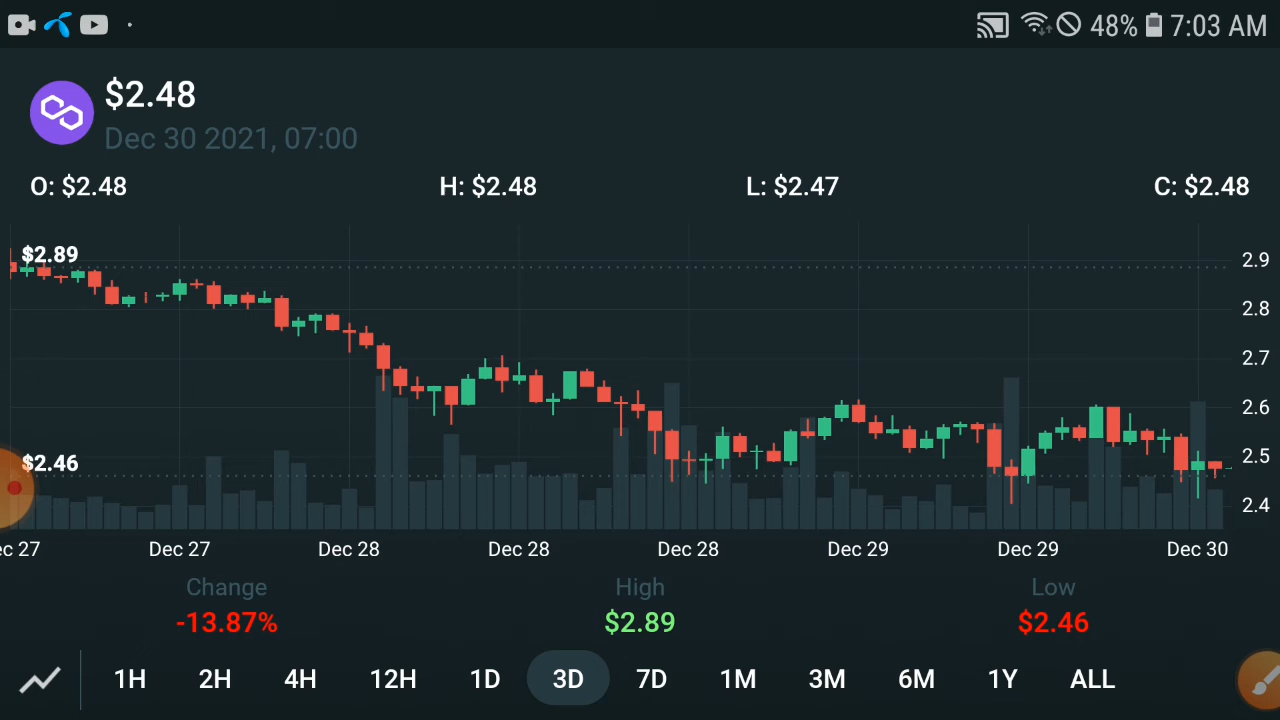 48% 7:03 AM
$2.48
Dec 30 2021, 07:00
O: $2.48 H: $2.48 L: $2.47 C: $2.48
$2.89
2.9
2.8
2.7
2.6
$2.46
2.5
2.4
ec 27 Dec 27 Dec 28 Dec 28 Dec 28 Dec 29 Dec 29 Dec 30
Change High Low
-13.87% $2.89 $2.46
1H 2H 4H 12H 1D 3D 7D 1M 3M 6M 1Y ALL